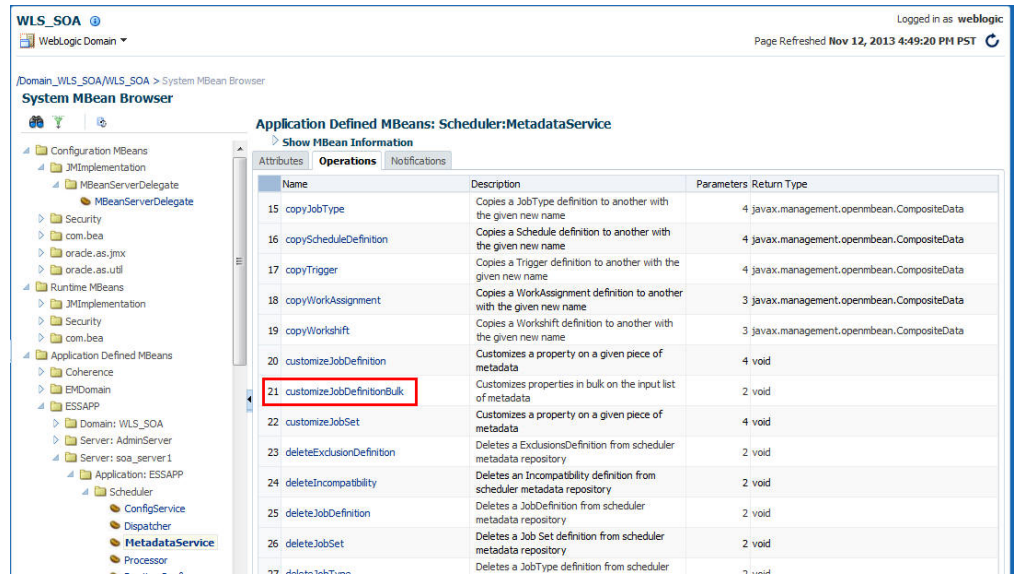 WLS_SOA
Logged in as weblogic
WebLogic Domain
Page Refreshed Nov 12, 2013 4:49:20 PM PST
/Domain_WLS_SOA/WLS_SOA > System MBean Browser
System MBean Browser
Configuration MBeans
JMImplementation
MBeanServerDelegate
MBeanServerDelegate
Security
com.bea
oracle.as.jmx
oracle.as.util
Runtime MBeans
JMImplementation
Security
com.bea
Application Defined MBeans
Coherence
EMDomain
ESSAPP
Domain: WLS_SOA
Server: AdminServer
Server: soa_server1
Application: ESSAPP
Scheduler
ConfigService
Dispatcher
MetadataService
Processor
Application Defined MBeans: Scheduler:MetadataService
Show MBean Information
Attributes Operations Notifications
Name Description Parameters Return Type
15 copyJobType Copies a JobType definition to another with 4 javax.management.openmbean.CompositeData
the given new name
16 copyScheduleDefinition Copies a Schedule definition to another with 4 javax.management.openmbean.CompositeData
the given new name
17 copyTrigger Copies a Trigger definition to another with the 4 javax.management.openmbean.CompositeData
given new name
18 copyWorkAssignment Copies a WorkAssignment definition to another 3 javax.management.openmbean.CompositeData
with the given new name
19 copyWorkshift Copies a Workshift definition to another with 3 javax.management.openmbean.CompositeData
the given new name
20 customizeJobDefinition Customizes a property on a given piece of 4 void
metadata
21 customizeJobDefinitionBulk Customizes properties in bulk on the input list 2 void
of metadata
22 customizeJobSet Customizes a property on a given piece of 4 void
metadata
23 deleteExclusionDefinition Deletes a ExclusionsDefinition from scheduler 2 void
metadata repository
24 deleteIncompatibility Deletes an Incompatibility definition from 2 void
scheduler metadata repository
25 deleteJobDefinition Deletes a JobDefinition from scheduler 2 void
metadata repository
26 deleteJobSet Deletes a Job Set definition from scheduler 2 void
metadata repository
27 deleteJobType Deletes a JobType definition from scheduler 2 void